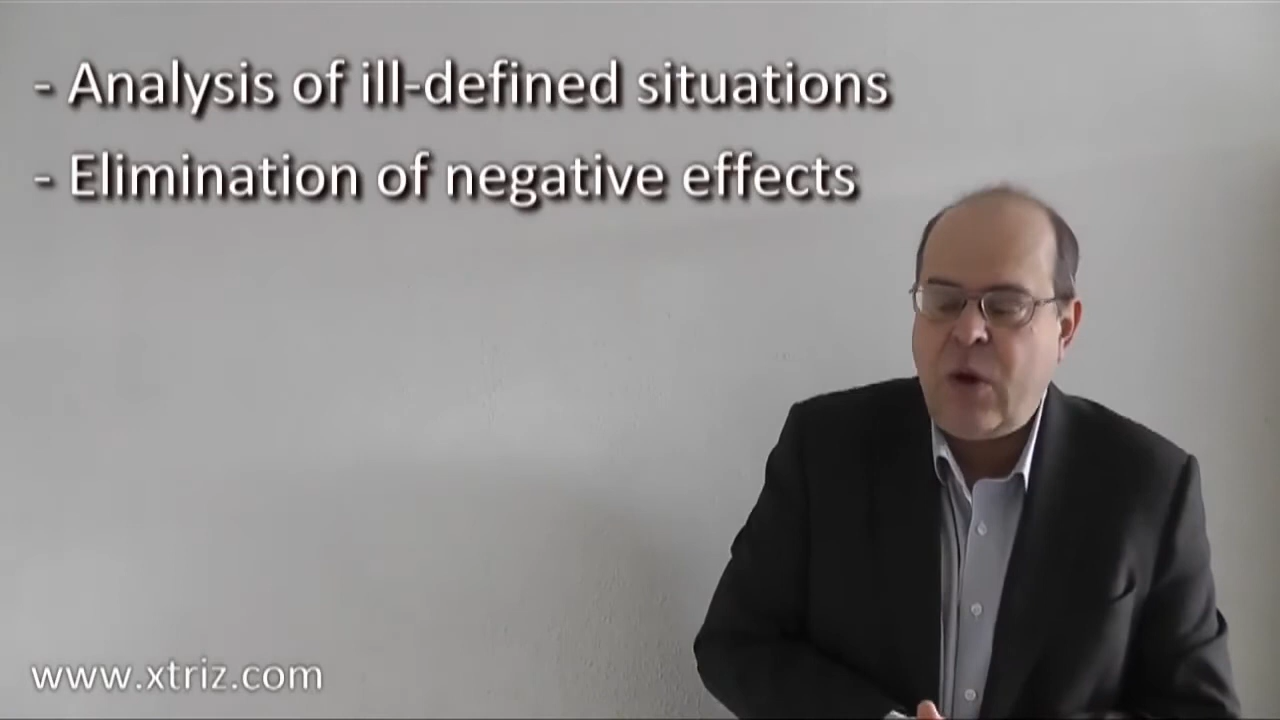 - Analysis of ill-defined situations
- Elimination of negative effects
www.xtriz.com